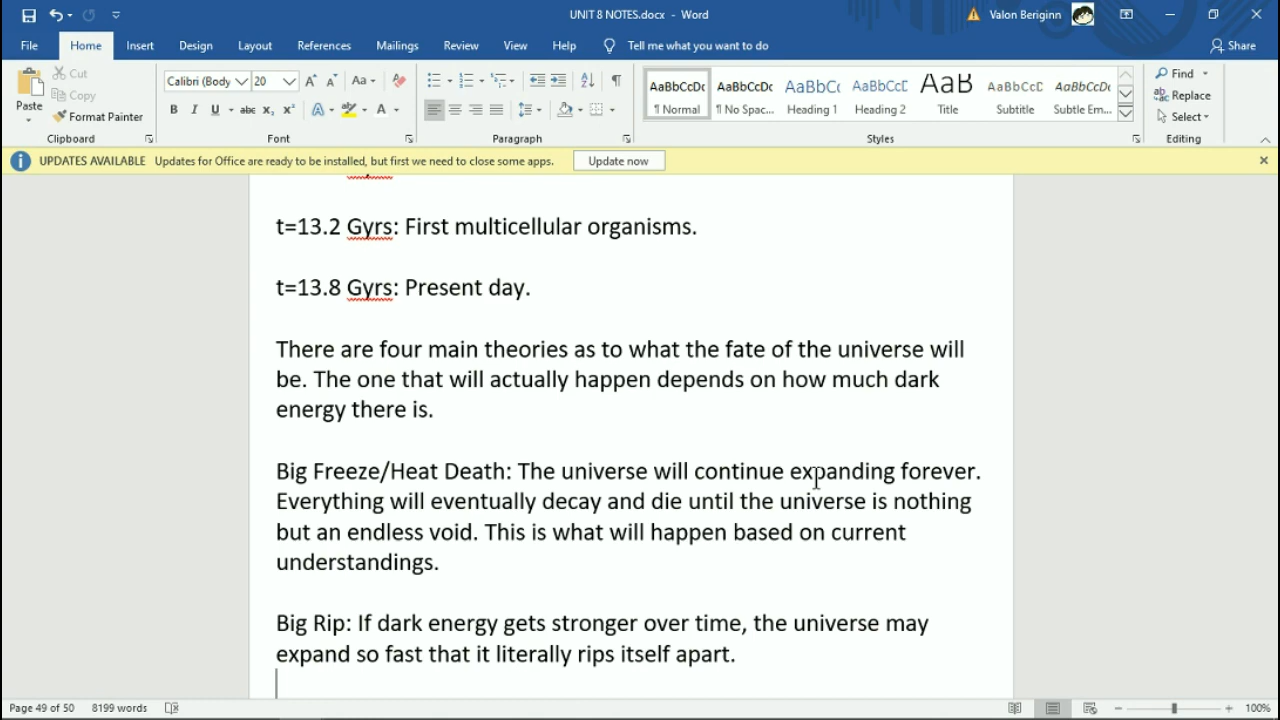 UNIT 8 NOTES.docx - Word
Valon Beriginn
File Home Insert Design Layout References Mailings Review View Help Tell me what you want to do Share
Paste
Cut
Copy
Format Painter
Clipboard
Calibri (Body 20
Aa
B I U abc x₂ x² A A
Font
Paragraph
AaBbCcDc AaBbCcDc AaBbCc AaBbCcD AaB AaBbCcD AaBbCcDc
¶ Normal ¶ No Spac... Heading 1 Heading 2 Title Subtitle Subtle Em...
Styles
Find
Replace
Select
Editing
UPDATES AVAILABLE Updates for Office are ready to be installed, but first we need to close some apps. Update now
t=13.2 Gyrs: First multicellular organisms.
t=13.8 Gyrs: Present day.
There are four main theories as to what the fate of the universe will
be. The one that will actually happen depends on how much dark
energy there is.
Big Freeze/Heat Death: The universe will continue expanding forever.
Everything will eventually decay and die until the universe is nothing
but an endless void. This is what will happen based on current
understandings.
Big Rip: If dark energy gets stronger over time, the universe may
expand so fast that it literally rips itself apart.
Page 49 of 50 8199 words 100%